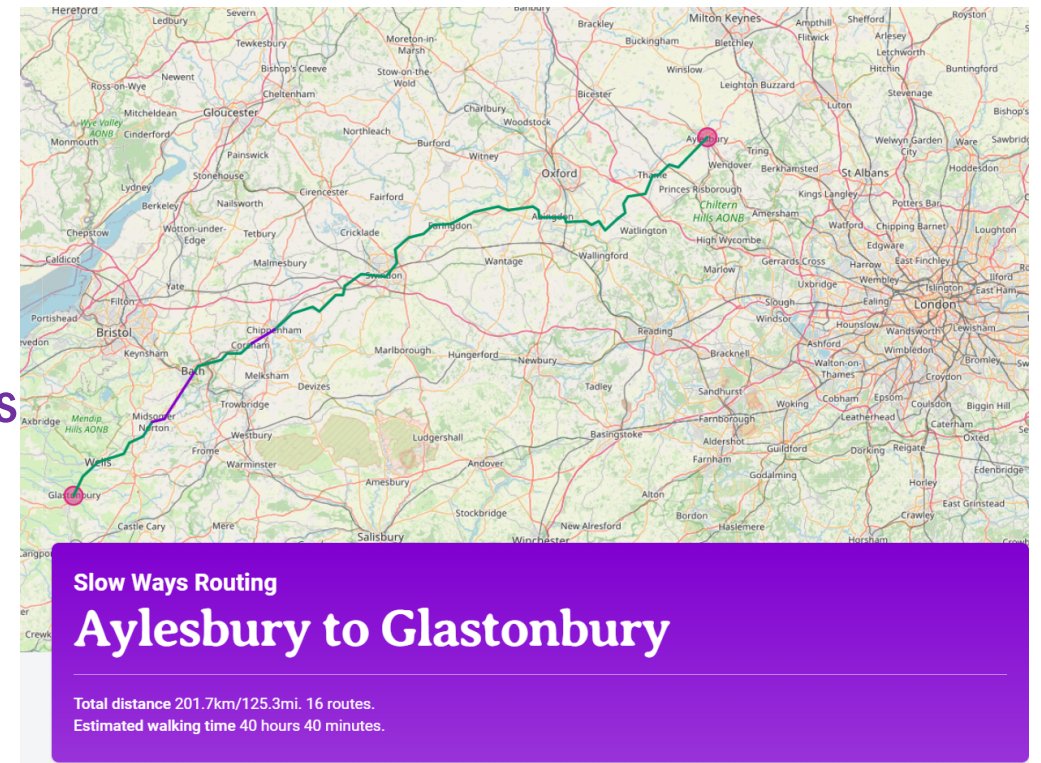 Hereford
Ledbury
Severn
Banbury
Brackley
Milton Keynes
Ampthill
Shefford
Royston
Tewkesbury
Moreton-in-
Marsh
Buckingham
Bletchley
Flitwick
Arlesey
Letchworth
Ross-on-Wye
Newent
Bishop's Cleeve
Cheltenham
Stow-on-the-
Wold
Winslow
Hitchin
Buntingford
Leighton Buzzard
Stevenage
Mitcheldean
Gloucester
Charlbury
Woodstock
Bicester
Luton
Bishop's
Wye Valley
AONB
Monmouth
Cinderford
Northleach
Burford
Witney
Aylesbury
Tring
Welwyn Garden
City
Ware
Sawbrid
Painswick
Wendover
Berkhamsted
Hoddesdon
Lydney
Stonehouse
Oxford
Thame
St Albans
Princes Risborough
Kings Langley
Potters Bar
Cirencester
Fairford
Berkeley
Nailsworth
Chiltern
Hills AONB
Amersham
Abingdon
Watford
Chipping Barnet
Loughton
Chepstow
Wotton-under-
Edge
Tetbury
Cricklade
Faringdon
Watlington
High Wycombe
Edgware
Caldicot
Malmesbury
Wantage
Wallingford
Gerrards Cross
Harrow
East Finchley
Ilford
Marlow
Uxbridge
Wembley
Islington
East Ham
Swindon
Yate
Filton
Slough
Ealing
London
Portishead
Bristol
Chippenham
Windsor
Hounslow
Wandsworth
Lewisham
evedon
Reading
Corsham
Ashford
Keynsham
Marlborough
Hungerford
Newbury
Bracknell
Wimbledon
Bromley
Sw
Walton-on-
Thames
Bath
Melksham
Croydon
Devizes
Tadley
Sandhurst
Cobham
Epsom
s
Trowbridge
Woking
Coulsdon
Biggin Hill
Axbridge
Mendip
Hills AONB
Midsomer
Norton
Farnborough
Leatherhead
Caterham
Se
Westbury
Ludgershall
Basingstoke
Aldershot
Guildford
Dorking
Reigate
Oxted
Wells
Frome
Warminster
Andover
Farnham
Godalming
Edenbridge
Amesbury
Horley
Glastonbury
Alton
East Grinstead
Stockbridge
Bordon
Crawley
Castle Cary
Mere
New Alresford
Haslemere
Salisbury
Winchester
Horsham
Crowb
Langpo
er
Crewk
Slow Ways Routing
Aylesbury to Glastonbury
Total distance 201.7km/125.3mi. 16 routes.
Estimated walking time 40 hours 40 minutes.